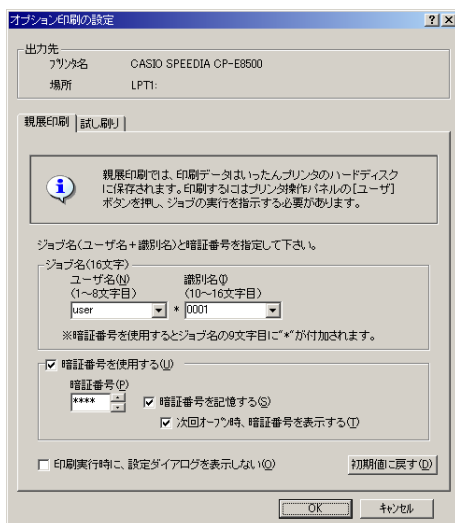 オプション印刷の設定
出力先
プリンタ名 CASIO SPEEDIA CP-E8500
場所 LPT1:
親展印刷 試し刷り
親展印刷では、印刷データはいったんプリンタのハードディスク
に保存されます。印刷するにはプリンタ操作パネルの[ユーザ]
ボタンを押し、ジョブの実行を指示する必要があります。
ジョブ名(ユーザ名+識別名)と暗証番号を指定して下さい。
ジョブ名(16文字)
ユーザ名(N) 識別名(I)
(1～8文字目) (10～16文字目)
user * 0001
※暗証番号を使用するとジョブ名の9文字目に"*"が付加されます。
暗証番号を使用する(U)
暗証番号(P)
**** 暗証番号を記憶する(S)
次回オープン時、暗証番号を表示する(T)
印刷実行時に、設定ダイアログを表示しない(O) 初期値に戻す(D)
OK キャンセル